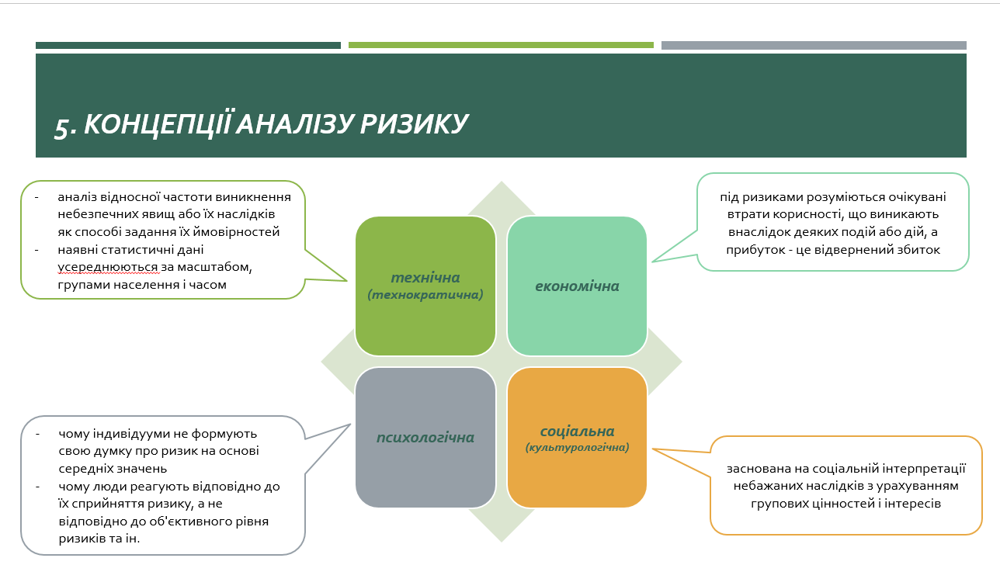 5. КОНЦЕПЦІЇ АНАЛІЗУ РИЗИКУ
- аналіз відносної частоти виникнення
небезпечних явищ або їх наслідків
як способі задання їх ймовірностей
- наявні статистичні дані
усереднюються за масштабом,
групами населення і часом
під ризиками розуміються очікувані
втрати корисності, що виникають
внаслідок деяких подій або дій, а
прибуток - це відвернений збиток
технічна
(технократична)
економічна
психологічна
соціальна
(культурологічна)
- чому індивідууми не формують
свою думку про ризик на основі
середніх значень
- чому люди реагують відповідно до
їх сприйняття ризику, а не
відповідно до об'єктивного рівня
ризиків та ін.
заснована на соціальній інтерпретації
небажаних наслідків з урахуванням
групових цінностей і інтересів